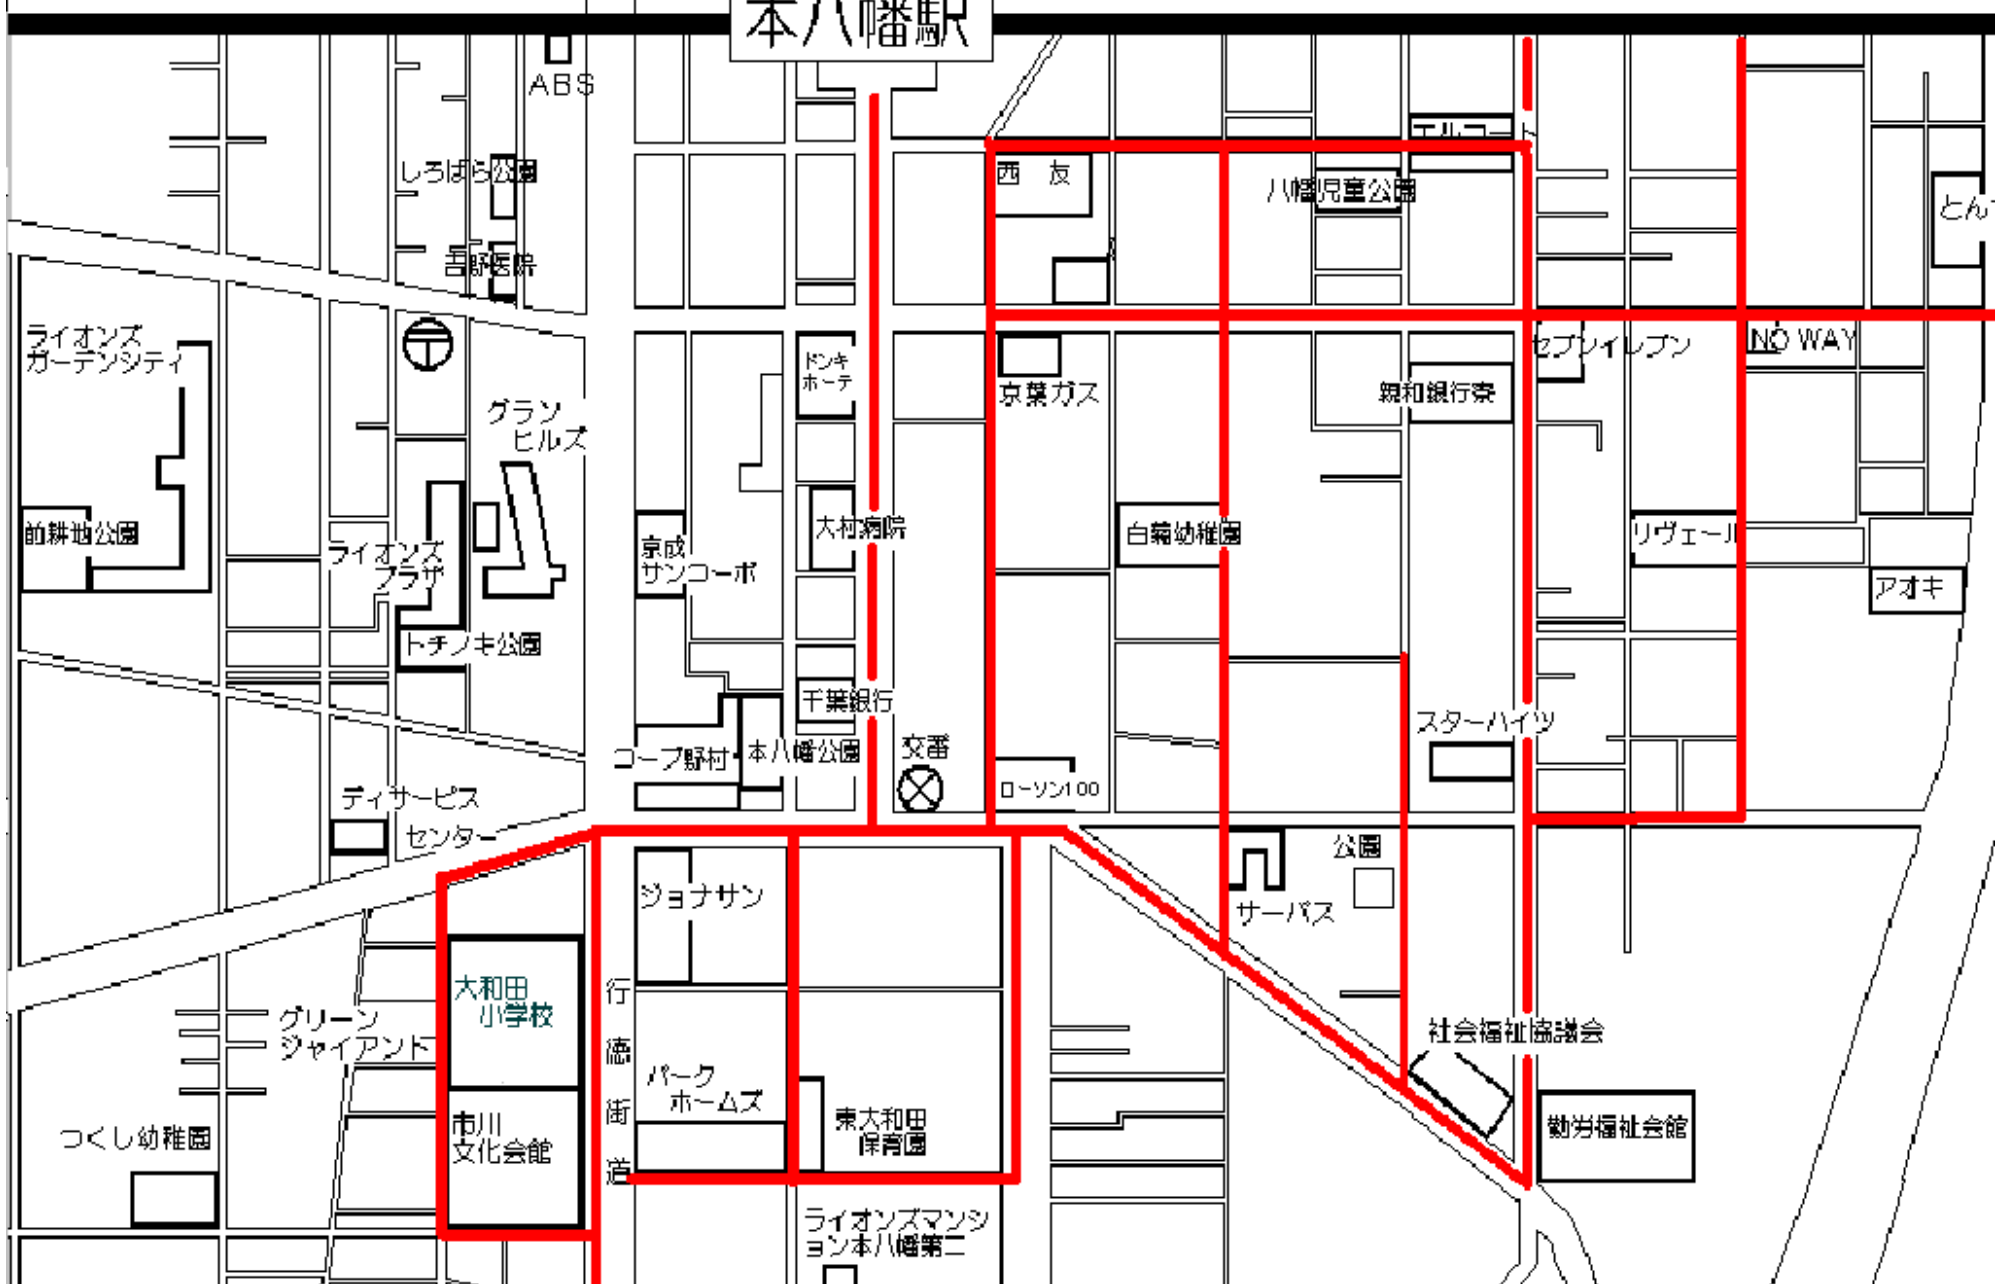 本八幡駅
ABS
エルコート
しろばら公園
西 友
八幡児童公園
とん
吾野医院
ライオンズ
ガーデンシティ
ドンキ
ホーテ
京葉ガス
セブンイレブン
NO WAY
親和銀行寮
グラン
ヒルズ
前耕地公園
ライオンズ
プラザ
京成
サンコーポ
大村病院
白菊幼稚園
リヴェール
アオキ
トチノキ公園
千葉銀行
コープ野村
本八幡公園
交番
スターハイツ
ローソン100
デイサービス
センター
公園
ジョナサン
サーパス
大和田
小学校
行徳街道
グリーン
ジャイアント
社会福祉協議会
パーク
ホームズ
市川
文化会館
東大和田
保育園
勤労福祉会館
つくし幼稚園
ライオンズマンシ
ョン本八幡第二